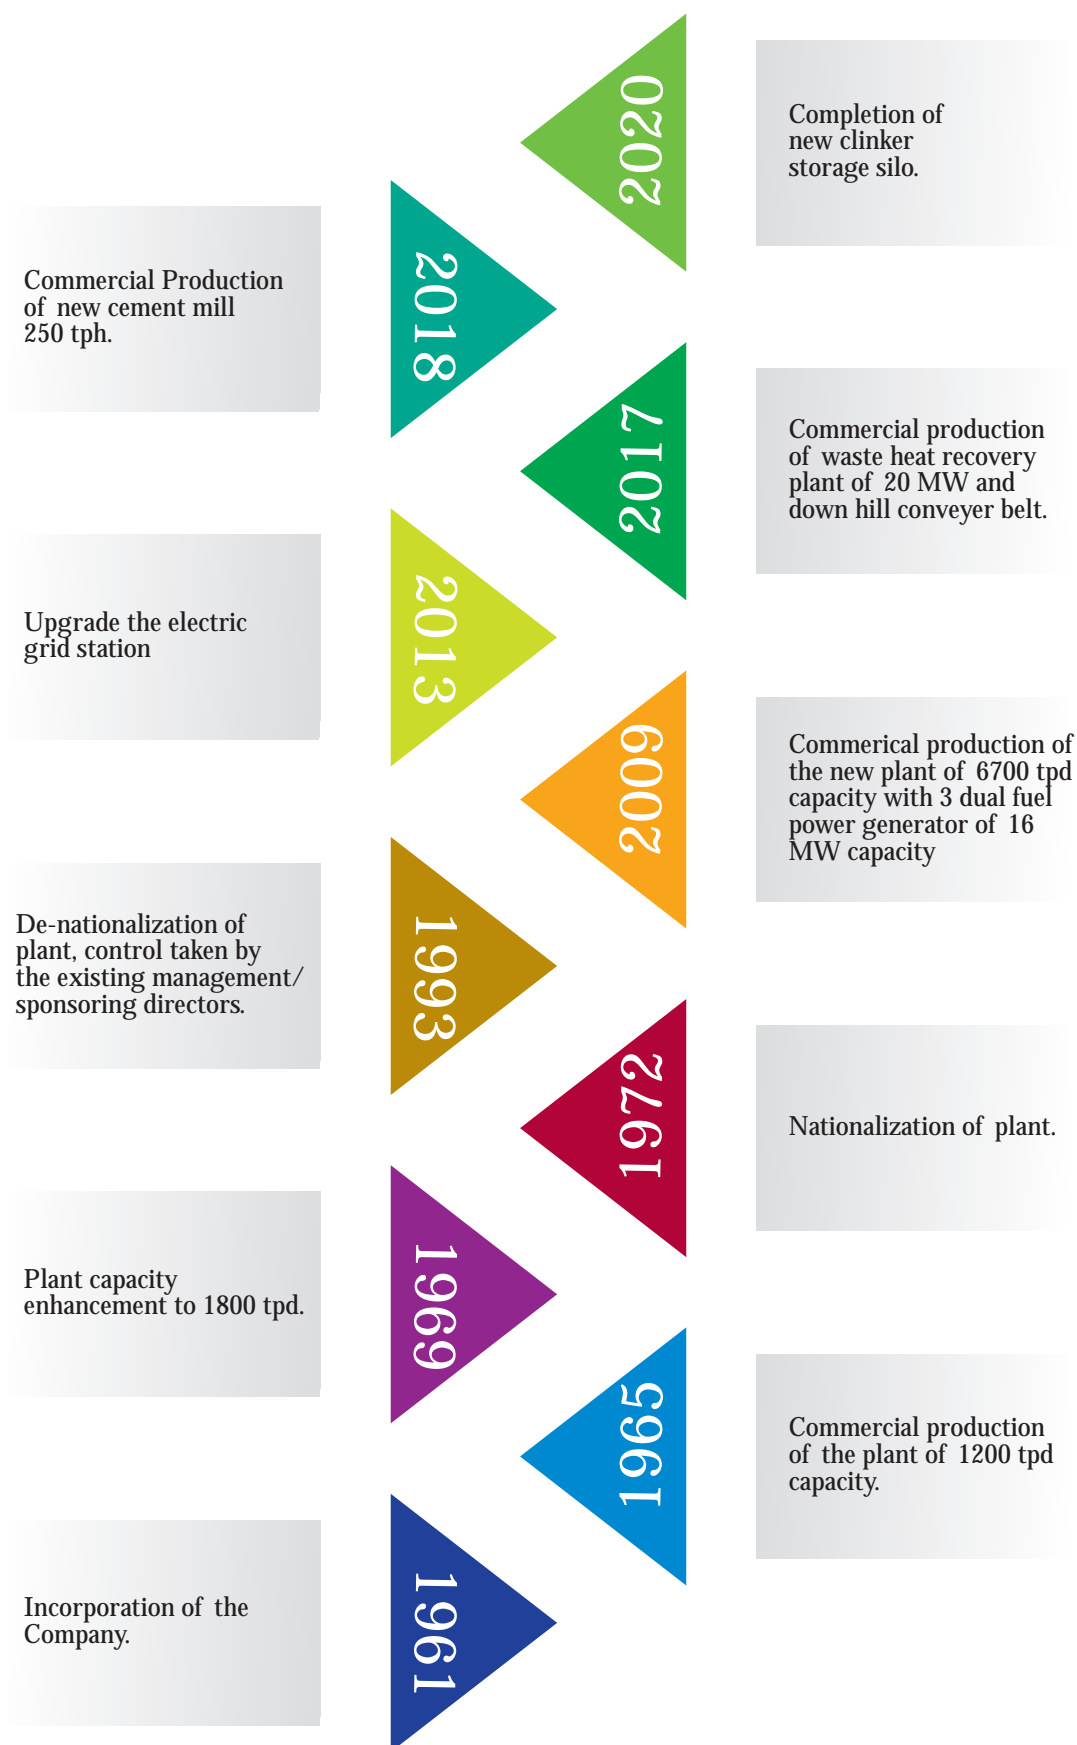 2020
Completion of
new clinker
storage silo.
2018
Commercial Production
of new cement mill
250 tph.
2017
Commercial production
of waste heat recovery
plant of 20 MW and
down hill conveyer belt.
2013
Upgrade the electric
grid station
2009
Commerical production of
the new plant of 6700 tpd
capacity with 3 dual fuel
power generator of 16
MW capacity
1993
De-nationalization of
plant, control taken by
the existing management/
sponsoring directors.
1972
Nationalization of plant.
1969
Plant capacity
enhancement to 1800 tpd.
1965
Commercial production
of the plant of 1200 tpd
capacity.
1961
Incorporation of the
Company.